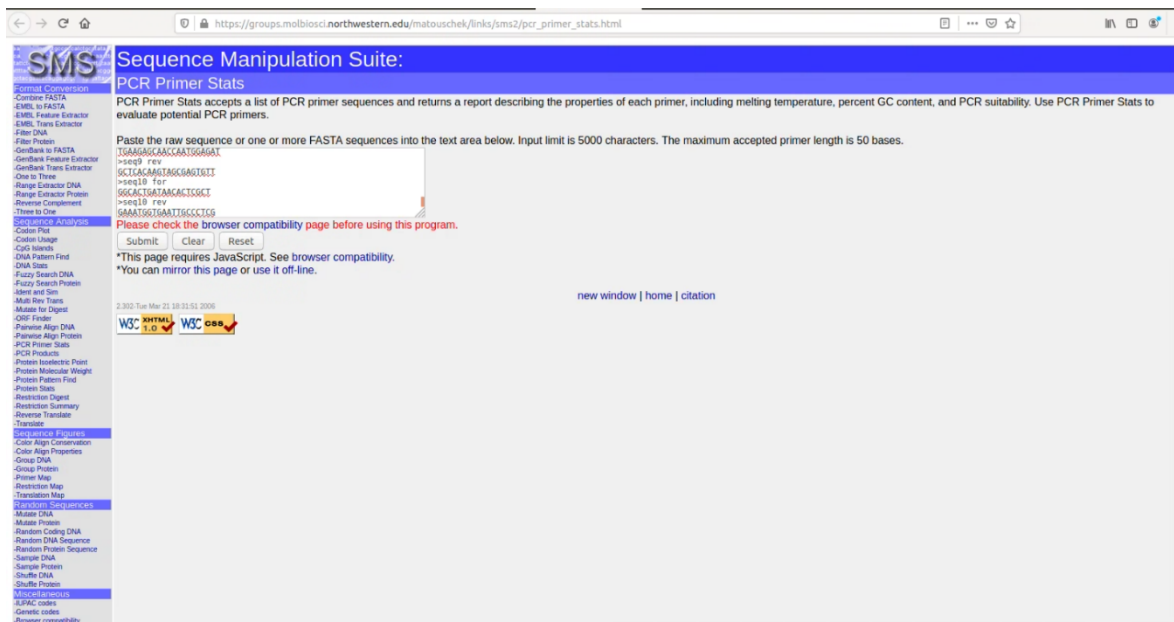 https://groups.molbiosci.northwestern.edu/matouschek/links/sms2/pcr_primer_stats.html
SMS
Format Conversion
-Combine FASTA
-EMBL to FASTA
-EMBL Feature Extractor
-EMBL Trans Extractor
-Filter DNA
-Filter Protein
-GenBank to FASTA
-GenBank Feature Extractor
-GenBank Trans Extractor
-One to Three
-Range Extractor DNA
-Range Extractor Protein
-Reverse Complement
-Three to One
Sequence Analysis
-Codon Plot
-Codon Usage
-CpG Islands
-DNA Pattern Find
-DNA Stats
-Fuzzy Search DNA
-Fuzzy Search Protein
-Ident and Sim
-Multi Rev Trans
-Mutate for Digest
-ORF Finder
-Pairwise Align DNA
-Pairwise Align Protein
-PCR Primer Stats
-PCR Products
-Protein Isoelectric Point
-Protein Molecular Weight
-Protein Pattern Find
-Protein Stats
-Restriction Digest
-Restriction Summary
-Reverse Translate
-Translate
Sequence Figures
-Color Align Conservation
-Color Align Properties
-Group DNA
-Group Protein
-Primer Map
-Restriction Map
-Translation Map
Random Sequences
-Mutate DNA
-Mutate Protein
-Random Coding DNA
-Random DNA Sequence
-Random Protein Sequence
-Sample DNA
-Sample Protein
-Shuffle DNA
-Shuffle Protein
Miscellaneous
-IUPAC codes
-Genetic codes
-Browser compatibility
Sequence Manipulation Suite:
PCR Primer Stats
PCR Primer Stats accepts a list of PCR primer sequences and returns a report describing the properties of each primer, including melting temperature, percent GC content, and PCR suitability. Use PCR Primer Stats to
evaluate potential PCR primers.
Paste the raw sequence or one or more FASTA sequences into the text area below. Input limit is 5000 characters. The maximum accepted primer length is 50 bases.
TGAAGAGCAACCAATGGAGAT
>seq9 rev
GCTCACAAGTAGCGAGTGTT
>seq10 for
GGCACTGATAACACTCGCT
>seq10 rev
GAAATGGTGAATTGCCCTCG
Please check the browser compatibility page before using this program.
Submit Clear Reset
*This page requires JavaScript. See browser compatibility.
*You can mirror this page or use it off-line.
new window | home | citation
2.302-Tue Mar 21 18:31:51 2006
W3C XHTML 1.0 W3C CSS